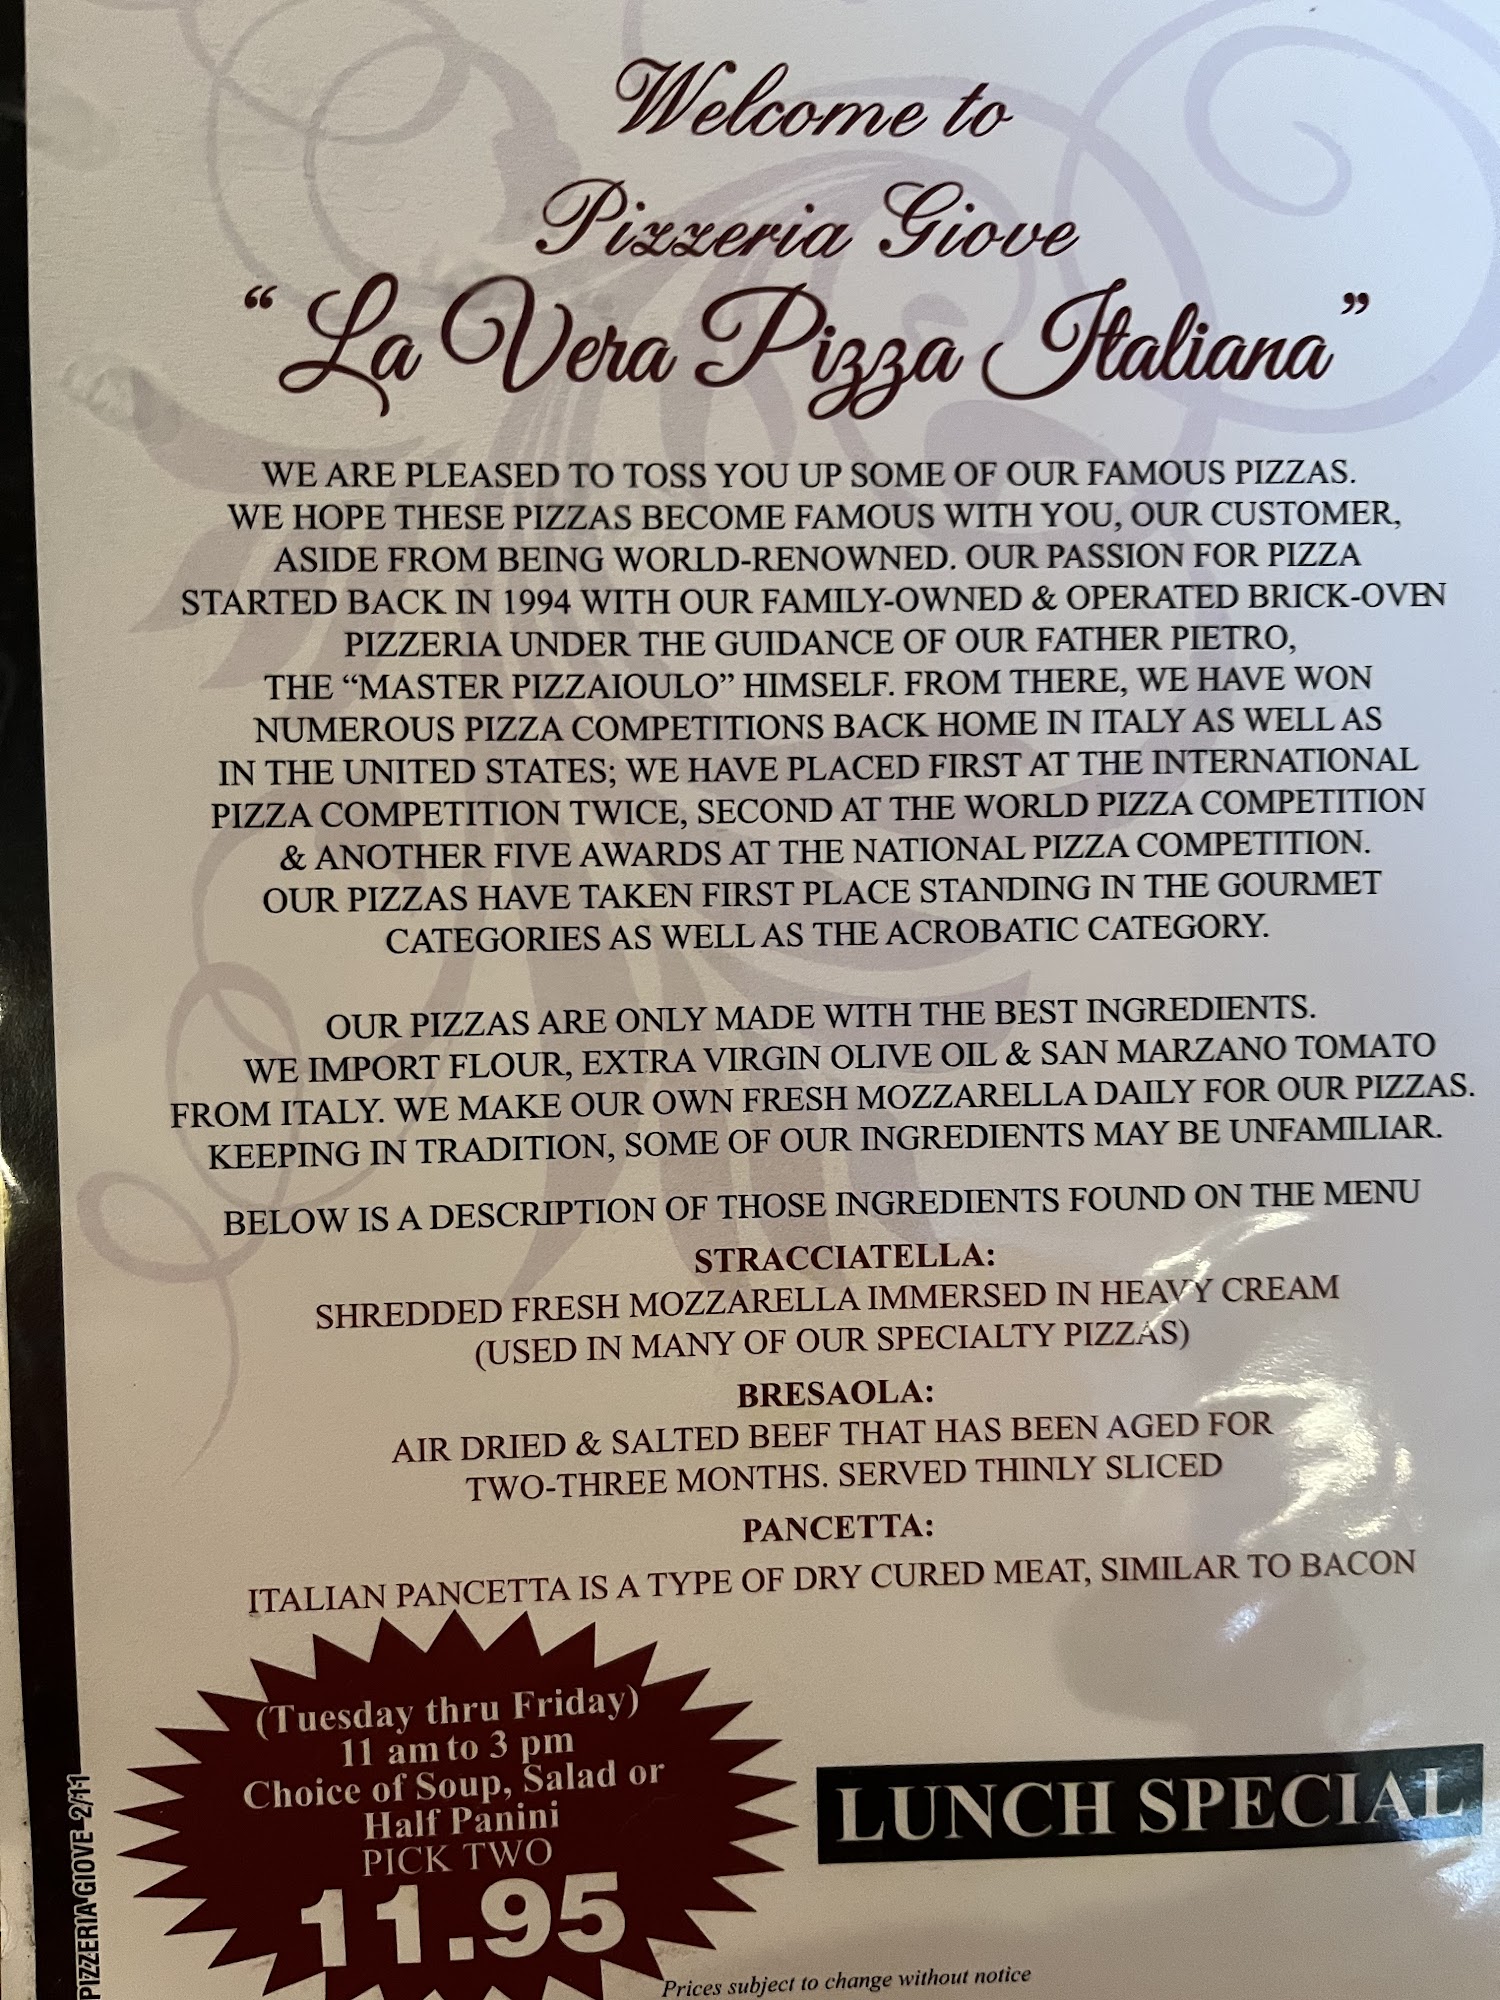 Welcome to
Pizzeria Giove
“La Vera Pizza Italiana”
WE ARE PLEASED TO TOSS YOU UP SOME OF OUR FAMOUS PIZZAS.
WE HOPE THESE PIZZAS BECOME FAMOUS WITH YOU, OUR CUSTOMER,
ASIDE FROM BEING WORLD-RENOWNED. OUR PASSION FOR PIZZA
STARTED BACK IN 1994 WITH OUR FAMILY-OWNED & OPERATED BRICK-OVEN
PIZZERIA UNDER THE GUIDANCE OF OUR FATHER PIETRO,
THE “MASTER PIZZAIOULO” HIMSELF. FROM THERE, WE HAVE WON
NUMEROUS PIZZA COMPETITIONS BACK HOME IN ITALY AS WELL AS
IN THE UNITED STATES; WE HAVE PLACED FIRST AT THE INTERNATIONAL
PIZZA COMPETITION TWICE, SECOND AT THE WORLD PIZZA COMPETITION
& ANOTHER FIVE AWARDS AT THE NATIONAL PIZZA COMPETITION.
OUR PIZZAS HAVE TAKEN FIRST PLACE STANDING IN THE GOURMET
CATEGORIES AS WELL AS THE ACROBATIC CATEGORY.
OUR PIZZAS ARE ONLY MADE WITH THE BEST INGREDIENTS.
WE IMPORT FLOUR, EXTRA VIRGIN OLIVE OIL & SAN MARZANO TOMATO
FROM ITALY. WE MAKE OUR OWN FRESH MOZZARELLA DAILY FOR OUR PIZZAS.
KEEPING IN TRADITION, SOME OF OUR INGREDIENTS MAY BE UNFAMILIAR.
BELOW IS A DESCRIPTION OF THOSE INGREDIENTS FOUND ON THE MENU
STRACCIATELLA:
SHREDDED FRESH MOZZARELLA IMMERSED IN HEAVY CREAM
(USED IN MANY OF OUR SPECIALTY PIZZAS)
BRESAOLA:
AIR DRIED & SALTED BEEF THAT HAS BEEN AGED FOR
TWO-THREE MONTHS. SERVED THINLY SLICED
PANCETTA:
ITALIAN PANCETTA IS A TYPE OF DRY CURED MEAT, SIMILAR TO BACON
(Tuesday thru Friday)
11 am to 3 pm
Choice of Soup, Salad or
Half Panini
PICK TWO
11.95
LUNCH SPECIAL
Prices subject to change without notice
PIZZERIA GIOVE 2/11